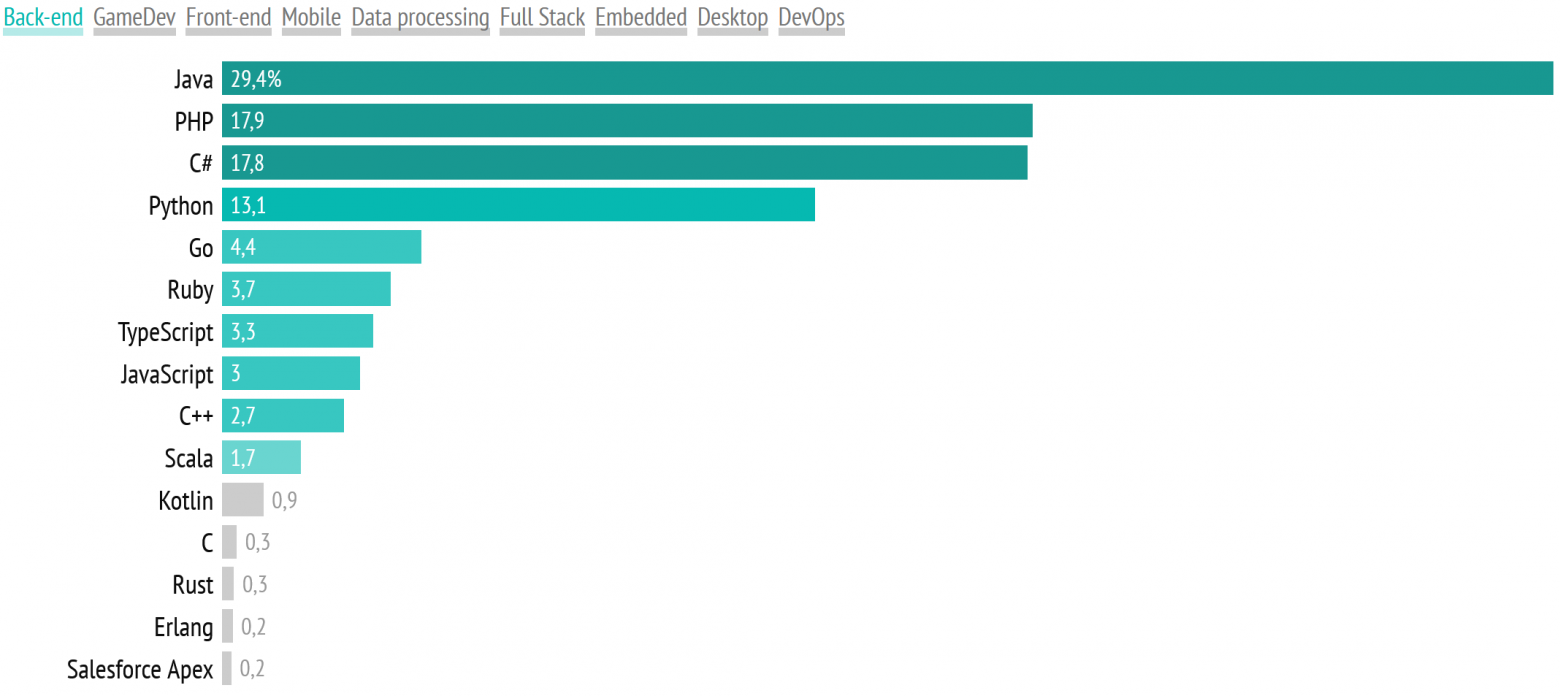 Back-end GameDev Front-end Mobile Data processing Full Stack Embedded Desktop DevOps
Java 29,4%
PHP 17,9
C# 17,8
Python 13,1
Go 4,4
Ruby 3,7
TypeScript 3,3
JavaScript 3
C++ 2,7
Scala 1,7
Kotlin 0,9
C 0,3
Rust 0,3
Erlang 0,2
Salesforce Apex 0,2